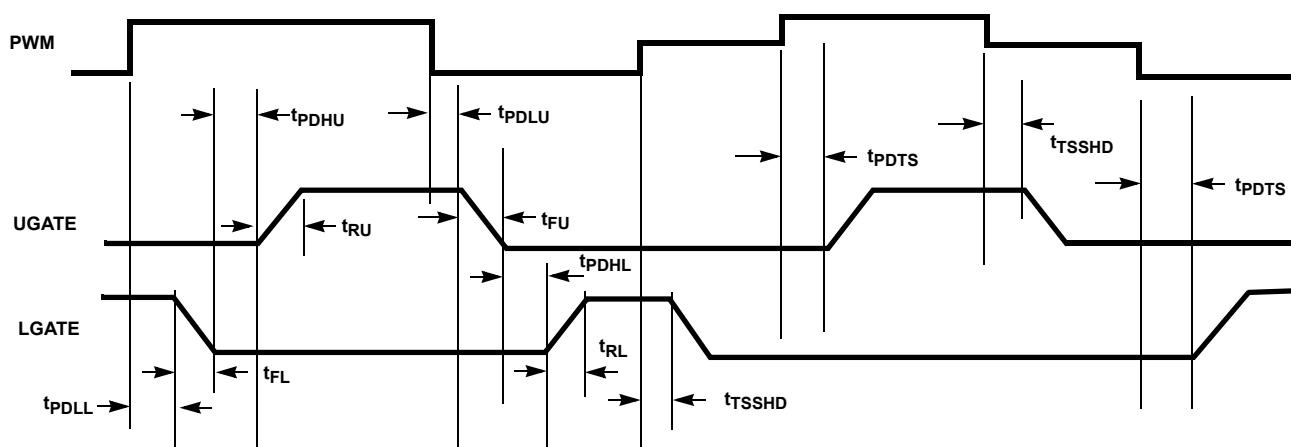 PWM
tPDHU
tPDLU
tTSSHD
tPDTS
tPDTS
UGATE
tRU
tFU
tPDHL
LGATE
tRL
tFL
tPDLL
tTSSHD